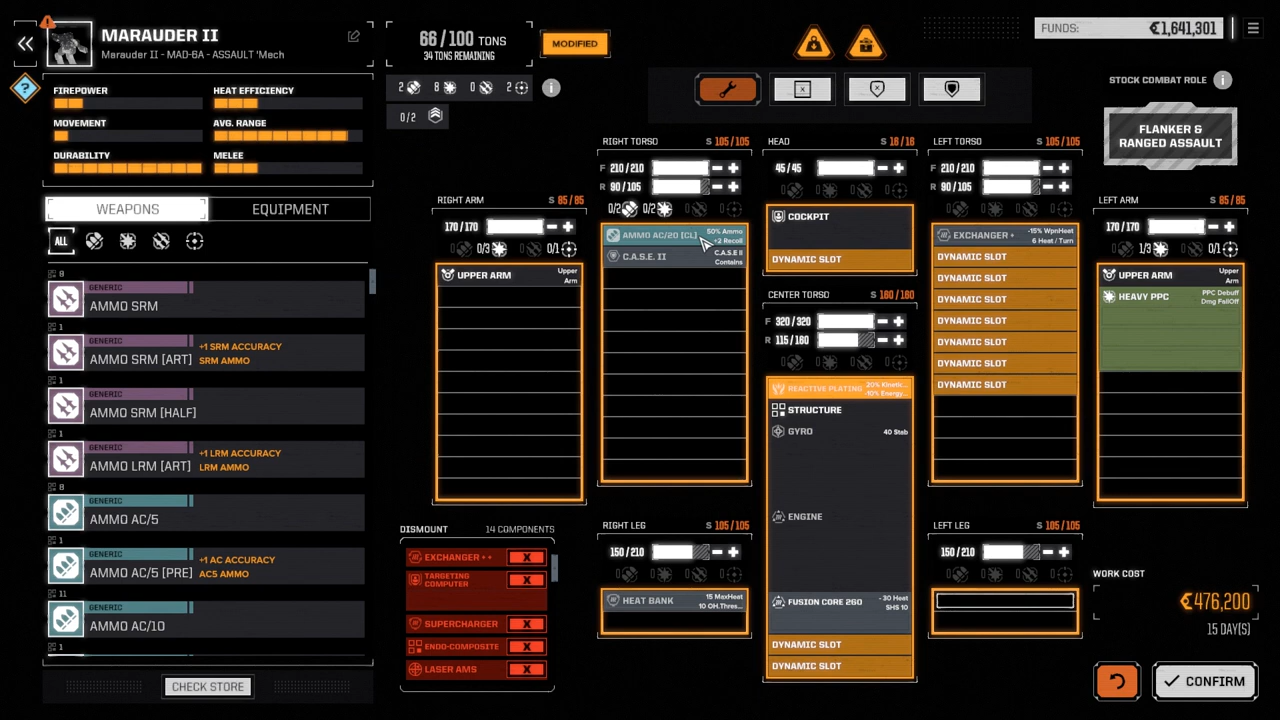 MARAUDER II
Marauder II - MAD-6A - ASSAULT 'Mech
66 / 100 TONS
34 TONS REMAINING
MODIFIED
FUNDS: €1,641,301
2 8 0 2 i
0/2
?
FIREPOWER
HEAT EFFICIENCY
MOVEMENT
AVG. RANGE
DURABILITY
MELEE
WEAPONS
EQUIPMENT
ALL
8
GENERIC
AMMO SRM
1
GENERIC
AMMO SRM [ART]
+1 SRM ACCURACY
SRM AMMO
1
GENERIC
AMMO SRM [HALF]
1
GENERIC
AMMO LRM [ART]
+1 LRM ACCURACY
LRM AMMO
8
GENERIC
AMMO AC/5
1
GENERIC
AMMO AC/5 [PRE]
+1 AC ACCURACY
AC5 AMMO
11
GENERIC
AMMO AC/10
1
CHECK STORE
RIGHT ARM S 85/85
170/170
0/3 0/1
UPPER ARM Upper
Arm
RIGHT TORSO S 105/105
F 210/210
R 90/105
0/2 0/2 0 0
AMMO AC/20 [CL] 50% Ammo
+2 Recoil
C.A.S.E. II C.A.S.E II
Contains
HEAD S 16/16
45/45
COCKPIT
DYNAMIC SLOT
CENTER TORSO S 160/160
F 320/320
R 115/160
REACTIVE PLATING 20% Kinetic...
-10% Energy...
STRUCTURE
GYRO 40 Stab
ENGINE
FUSION CORE 260 - 30 Heat
SHS 10
DYNAMIC SLOT
DYNAMIC SLOT
LEFT TORSO S 105/105
F 210/210
R 90/105
EXCHANGER + -15% WpnHeat
6 Heat / Turn
DYNAMIC SLOT
DYNAMIC SLOT
DYNAMIC SLOT
DYNAMIC SLOT
DYNAMIC SLOT
DYNAMIC SLOT
DYNAMIC SLOT
LEFT ARM S 85/85
170/170
1/3 0/1
UPPER ARM Upper
Arm
HEAVY PPC PPC Debuff
Dmg FallOff
DISMOUNT 14 COMPONENTS
EXCHANGER + + X
TARGETING
COMPUTER X
SUPERCHARGER X
ENDO-COMPOSITE X
LASER AMS X
RIGHT LEG S 105/105
150/210
HEAT BANK 15 MaxHeat
10 OH.Thres...
LEFT LEG S 105/105
150/210
STOCK COMBAT ROLE i
FLANKER &
RANGED ASSAULT
WORK COST
€476,200
15 DAY(S)
CONFIRM